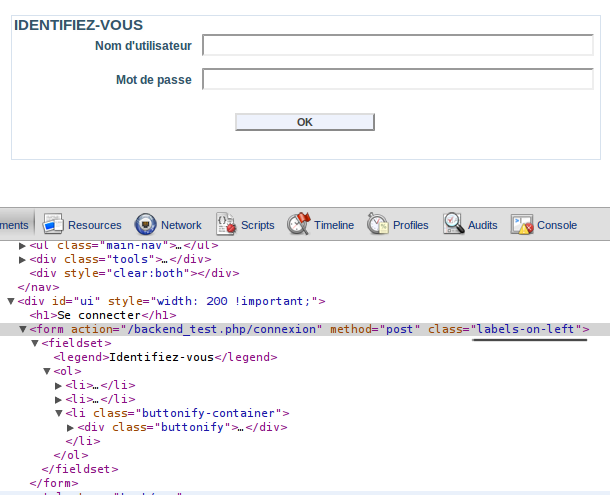 IDENTIFIEZ-VOUS
Nom d'utilisateur
Mot de passe
OK
ments Resources Network Scripts Timeline Profiles Audits Console
▶<ul class="main-nav">…</ul>
▶<div class="tools">…</div>
<div style="clear:both"></div>
</nav>
▼<div id="ui" style="width: 200 !important;">
<h1>Se connecter</h1>
▼<form action="/backend_test.php/connexion" method="post" class="labels-on-left">
▼<fieldset>
<legend>Identifiez-vous</legend>
▼<ol>
▶<li>…</li>
▶<li>…</li>
▼<li class="buttonify-container">
▶<div class="buttonify">…</div>
</li>
</ol>
</fieldset>
</form>